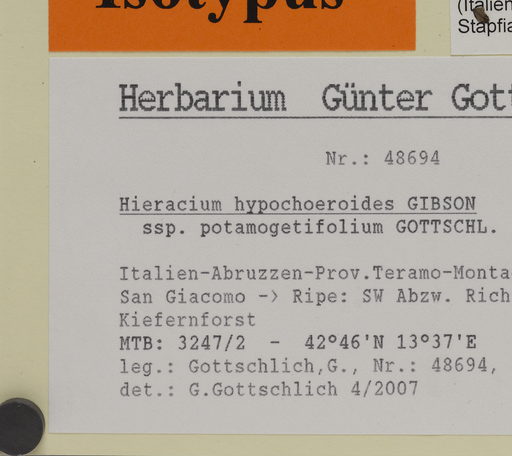 Isotypus
(Italien
Stapfia
Herbarium Günter Gott
Nr.: 48694
Hieracium hypochoeroides GIBSON
ssp. potamogetifolium GOTTSCHL.
Italien-Abruzzen-Prov.Teramo-Monta
San Giacomo -> Ripe: SW Abzw. Rich
Kiefernforst
MTB: 3247/2 - 42°46'N 13°37'E
leg.: Gottschlich,G., Nr.: 48694,
det.: G.Gottschlich 4/2007